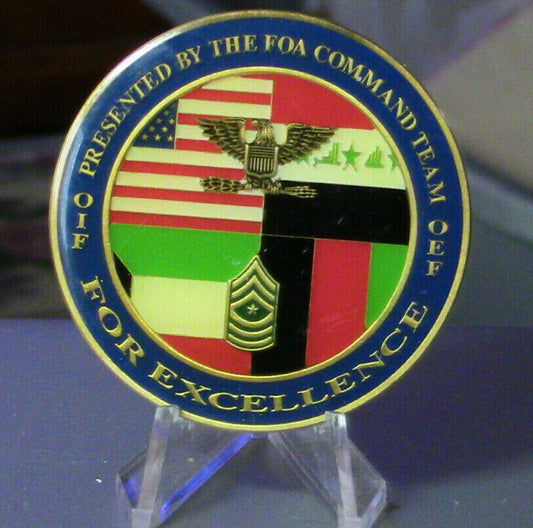 PRESENTED BY THE FOA COMMAND TEAM
OIF
OEF
FOR EXCELLENCE